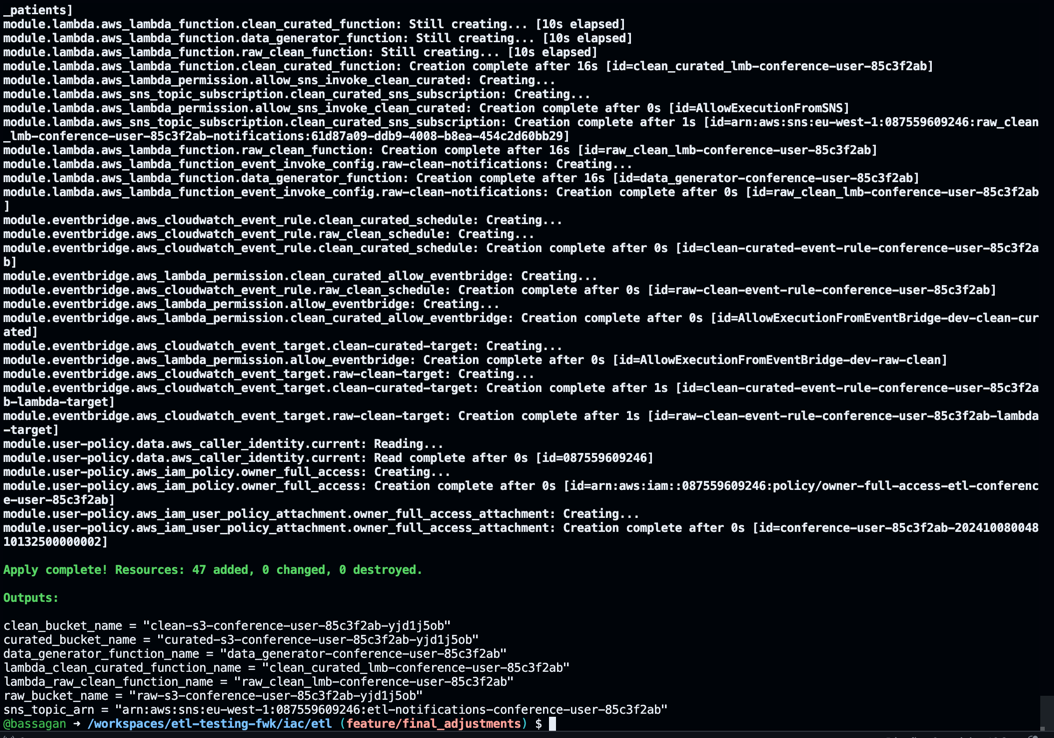 _patients]
module.lambda.aws_lambda_function.clean_curated_function: Still creating... [10s elapsed]
module.lambda.aws_lambda_function.data_generator_function: Still creating... [10s elapsed]
module.lambda.aws_lambda_function.raw_clean_function: Still creating... [10s elapsed]
module.lambda.aws_lambda_function.clean_curated_function: Creation complete after 16s [id=clean_curated_lmb-conference-user-85c3f2ab]
module.lambda.aws_lambda_permission.allow_sns_invoke_clean_curated: Creating...
module.lambda.aws_sns_topic_subscription.clean_curated_sns_subscription: Creating...
module.lambda.aws_lambda_permission.allow_sns_invoke_clean_curated: Creation complete after 0s [id=AllowExecutionFromSNS]
module.lambda.aws_sns_topic_subscription.clean_curated_sns_subscription: Creation complete after 1s [id=arn:aws:sns:eu-west-1:087559609246:raw_clean
_lmb-conference-user-85c3f2ab-notifications:61d87a09-ddb9-4008-b8ea-454c2d60bb29]
module.lambda.aws_lambda_function.raw_clean_function: Creation complete after 16s [id=raw_clean_lmb-conference-user-85c3f2ab]
module.lambda.aws_lambda_function_event_invoke_config.raw-clean-notifications: Creating...
module.lambda.aws_lambda_function.data_generator_function: Creation complete after 16s [id=data_generator-conference-user-85c3f2ab]
module.lambda.aws_lambda_function_event_invoke_config.raw-clean-notifications: Creation complete after 0s [id=raw_clean_lmb-conference-user-85c3f2ab
]
module.eventbridge.aws_cloudwatch_event_rule.clean_curated_schedule: Creating...
module.eventbridge.aws_cloudwatch_event_rule.raw_clean_schedule: Creating...
module.eventbridge.aws_cloudwatch_event_rule.clean_curated_schedule: Creation complete after 0s [id=clean-curated-event-rule-conference-user-85c3f2a
b]
module.eventbridge.aws_lambda_permission.clean_curated_allow_eventbridge: Creating...
module.eventbridge.aws_cloudwatch_event_rule.raw_clean_schedule: Creation complete after 0s [id=raw-clean-event-rule-conference-user-85c3f2ab]
module.eventbridge.aws_lambda_permission.allow_eventbridge: Creating...
module.eventbridge.aws_lambda_permission.clean_curated_allow_eventbridge: Creation complete after 0s [id=AllowExecutionFromEventBridge-dev-clean-cur
ated]
module.eventbridge.aws_cloudwatch_event_target.clean-curated-target: Creating...
module.eventbridge.aws_lambda_permission.allow_eventbridge: Creation complete after 0s [id=AllowExecutionFromEventBridge-dev-raw-clean]
module.eventbridge.aws_cloudwatch_event_target.raw-clean-target: Creating...
module.eventbridge.aws_cloudwatch_event_target.clean-curated-target: Creation complete after 1s [id=clean-curated-event-rule-conference-user-85c3f2a
b-lambda-target]
module.eventbridge.aws_cloudwatch_event_target.raw-clean-target: Creation complete after 1s [id=raw-clean-event-rule-conference-user-85c3f2ab-lambda
-target]
module.user-policy.data.aws_caller_identity.current: Reading...
module.user-policy.data.aws_caller_identity.current: Read complete after 0s [id=087559609246]
module.user-policy.aws_iam_policy.owner_full_access: Creating...
module.user-policy.aws_iam_policy.owner_full_access: Creation complete after 0s [id=arn:aws:iam::087559609246:policy/owner-full-access-etl-conferenc
e-user-85c3f2ab]
module.user-policy.aws_iam_user_policy_attachment.owner_full_access_attachment: Creating...
module.user-policy.aws_iam_user_policy_attachment.owner_full_access_attachment: Creation complete after 0s [id=conference-user-85c3f2ab-202410080048
10132500000002]
Apply complete! Resources: 47 added, 0 changed, 0 destroyed.
Outputs:
clean_bucket_name = "clean-s3-conference-user-85c3f2ab-yjd1j5ob"
curated_bucket_name = "curated-s3-conference-user-85c3f2ab-yjd1j5ob"
data_generator_function_name = "data_generator-conference-user-85c3f2ab"
lambda_clean_curated_function_name = "clean_curated_lmb-conference-user-85c3f2ab"
lambda_raw_clean_function_name = "raw_clean_lmb-conference-user-85c3f2ab"
raw_bucket_name = "raw-s3-conference-user-85c3f2ab-yjd1j5ob"
sns_topic_arn = "arn:aws:sns:eu-west-1:087559609246:etl-notifications-conference-user-85c3f2ab"
@bassagan ➜ /workspaces/etl-testing-fwk/iac/etl (feature/final_adjustments) $